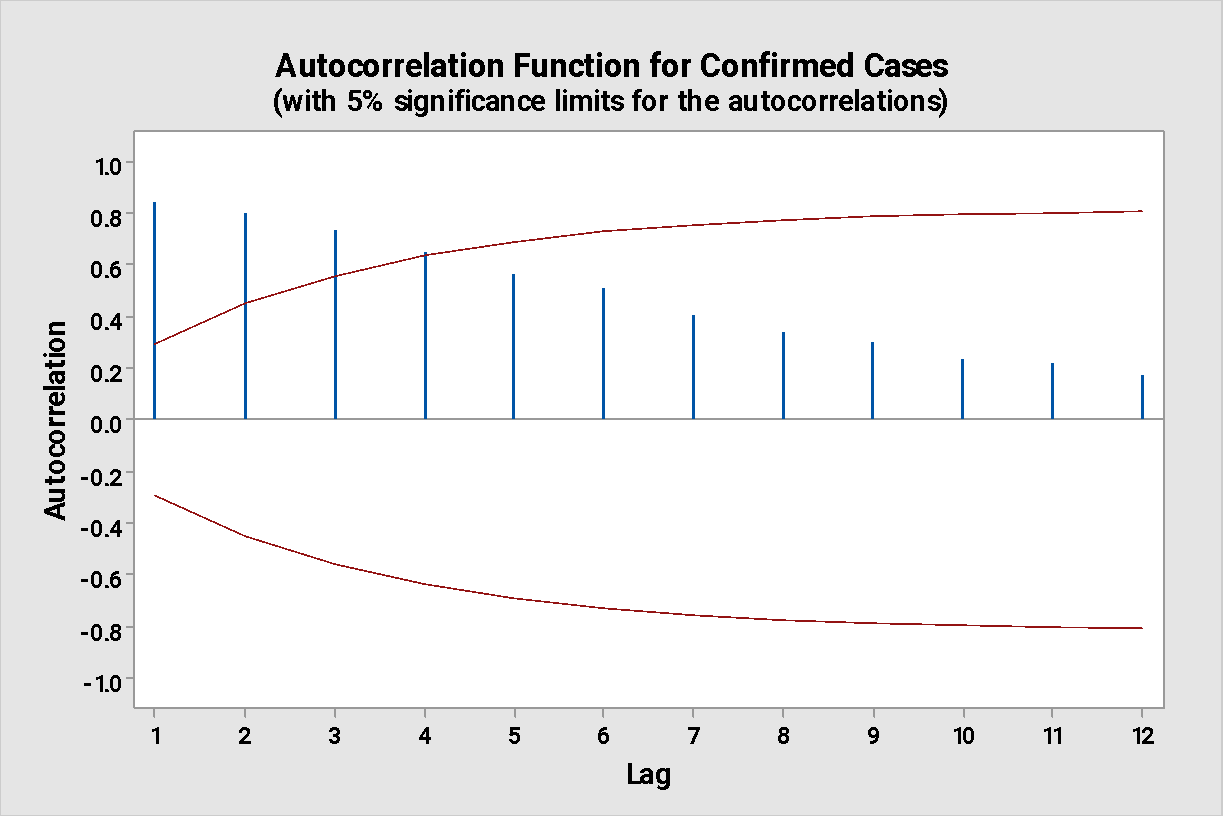 Autocorrelation Function for Confirmed Cases
(with 5% significance limits for the autocorrelations)
1.0
0.8
0.6
0.4
0.2
0.0
-0.2
-0.4
-0.6
-0.8
-1.0
Autocorrelation
1 2 3 4 5 6 7 8 9 10 11 12
Lag